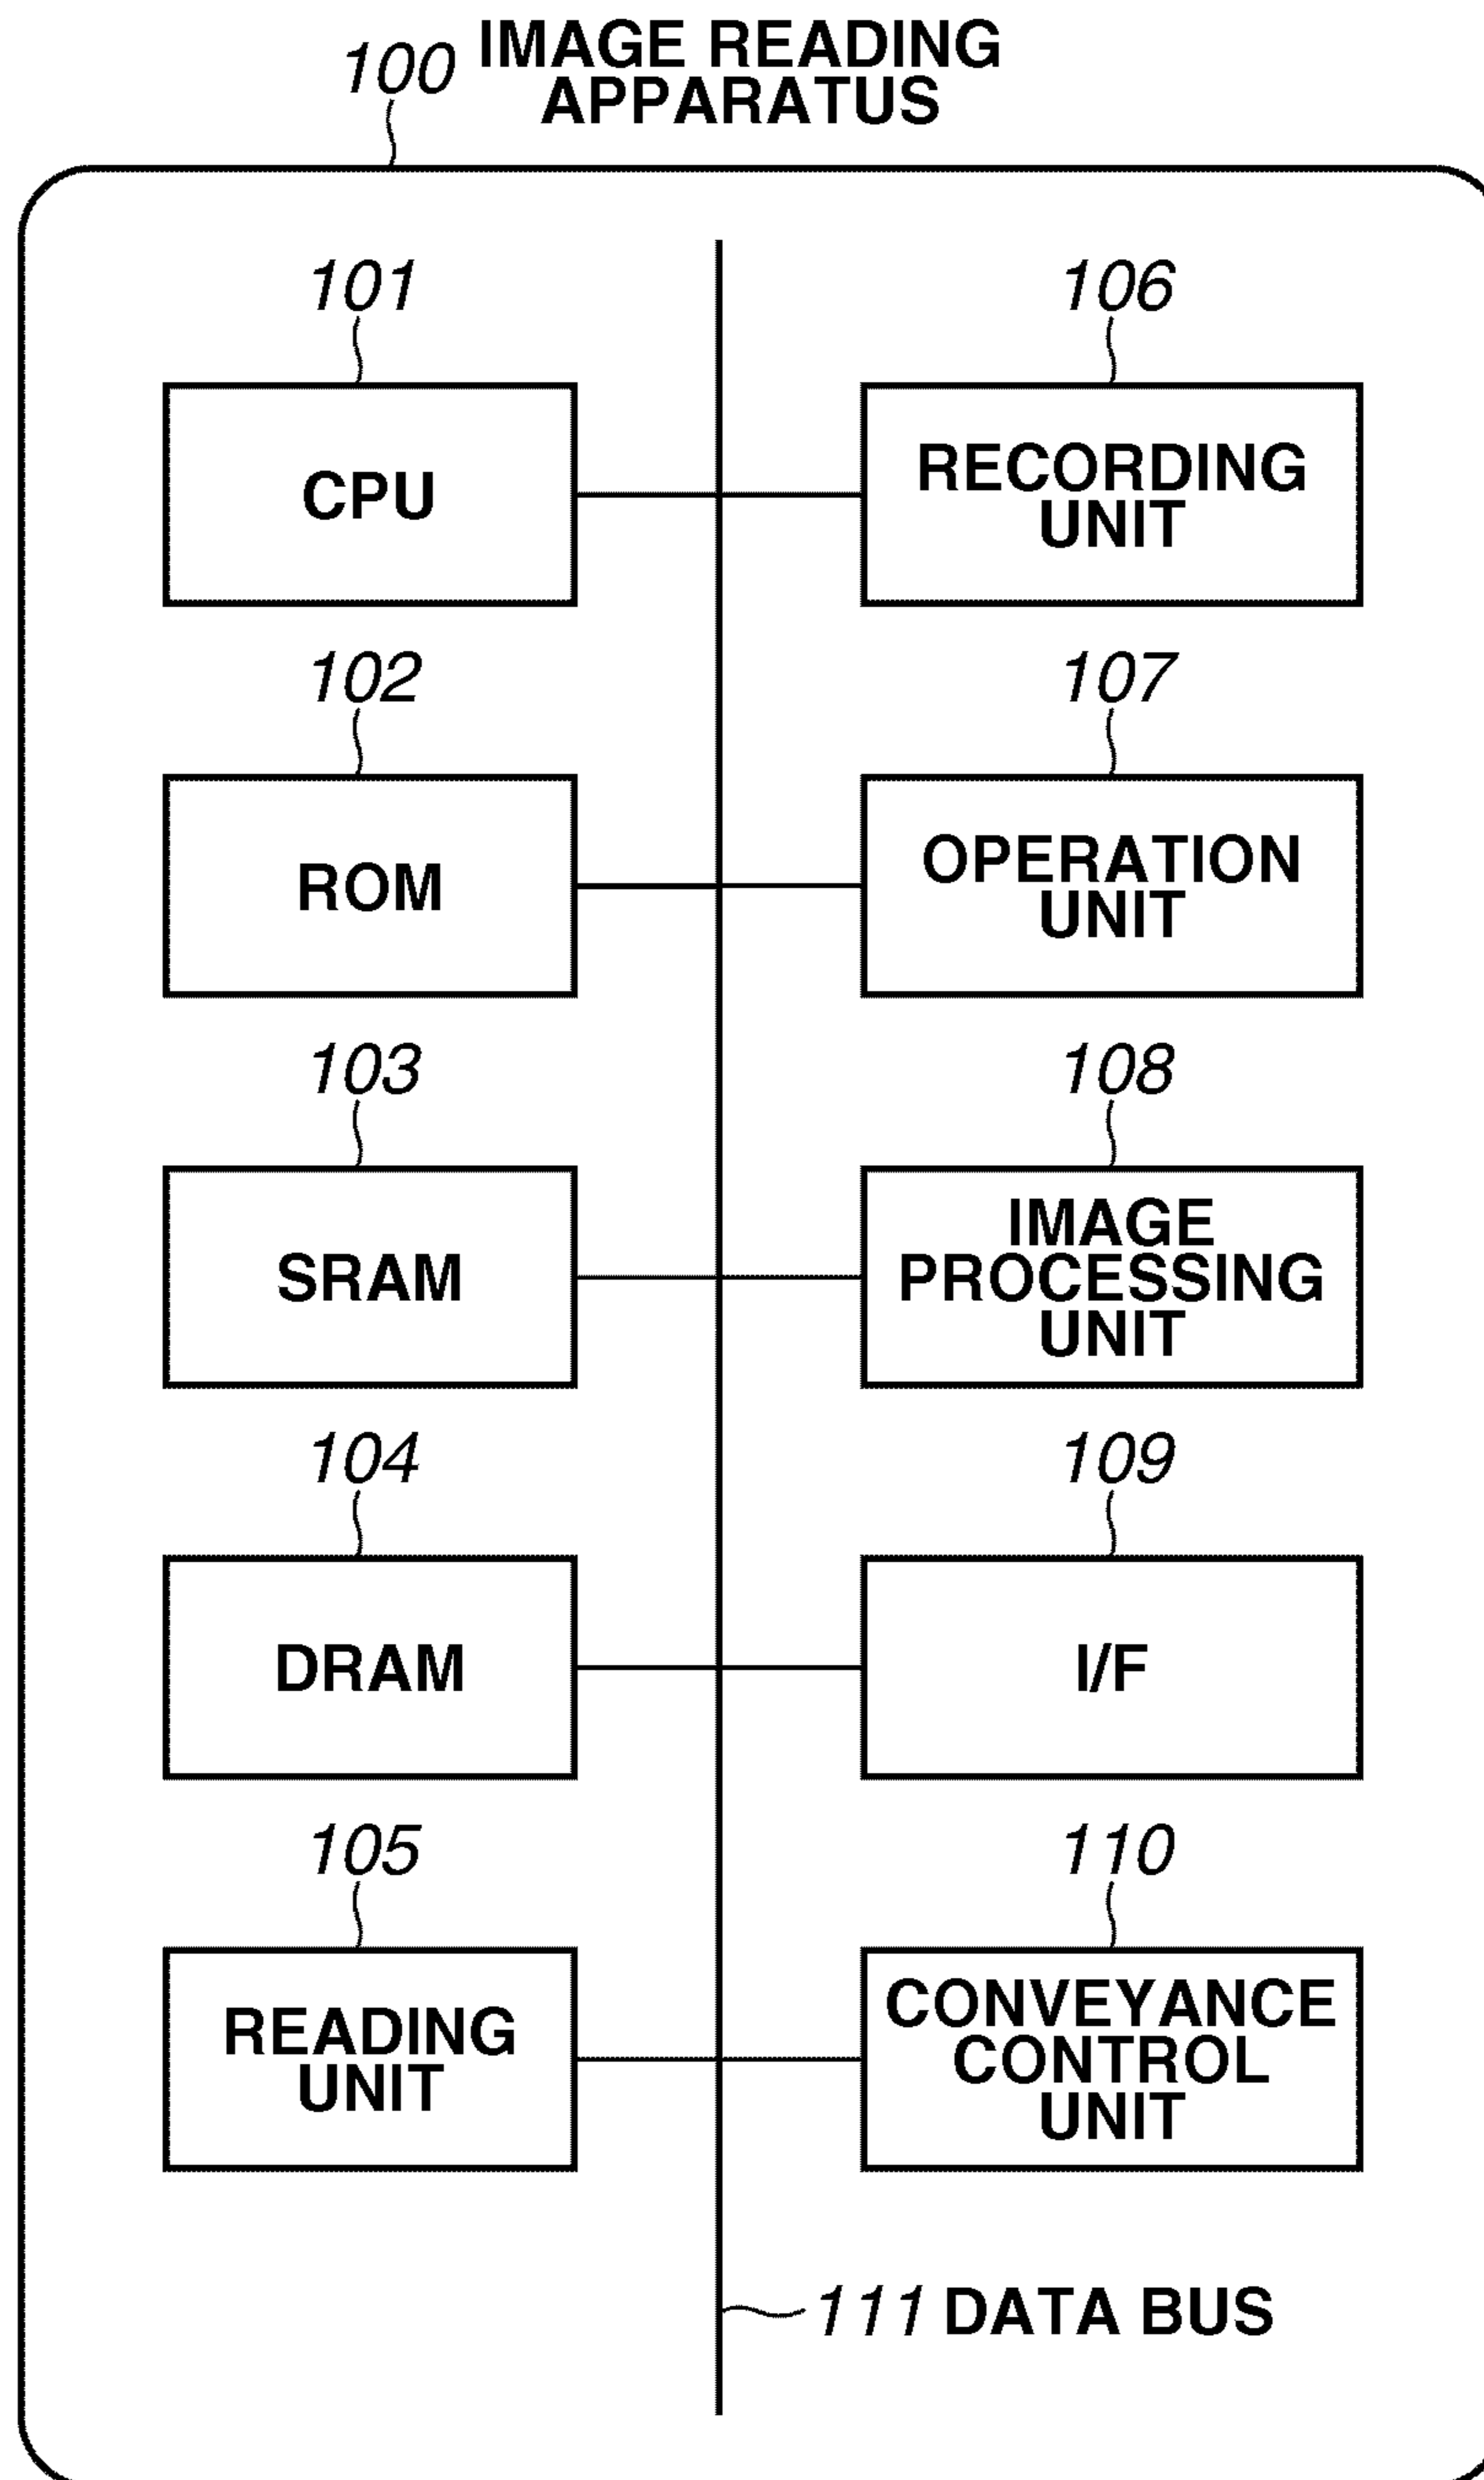 100 IMAGE READING
APPARATUS
101
CPU
106
RECORDING
UNIT
102
ROM
107
OPERATION
UNIT
103
SRAM
108
IMAGE
PROCESSING
UNIT
104
DRAM
109
I/F
105
READING
UNIT
110
CONVEYANCE
CONTROL
UNIT
111 DATA BUS